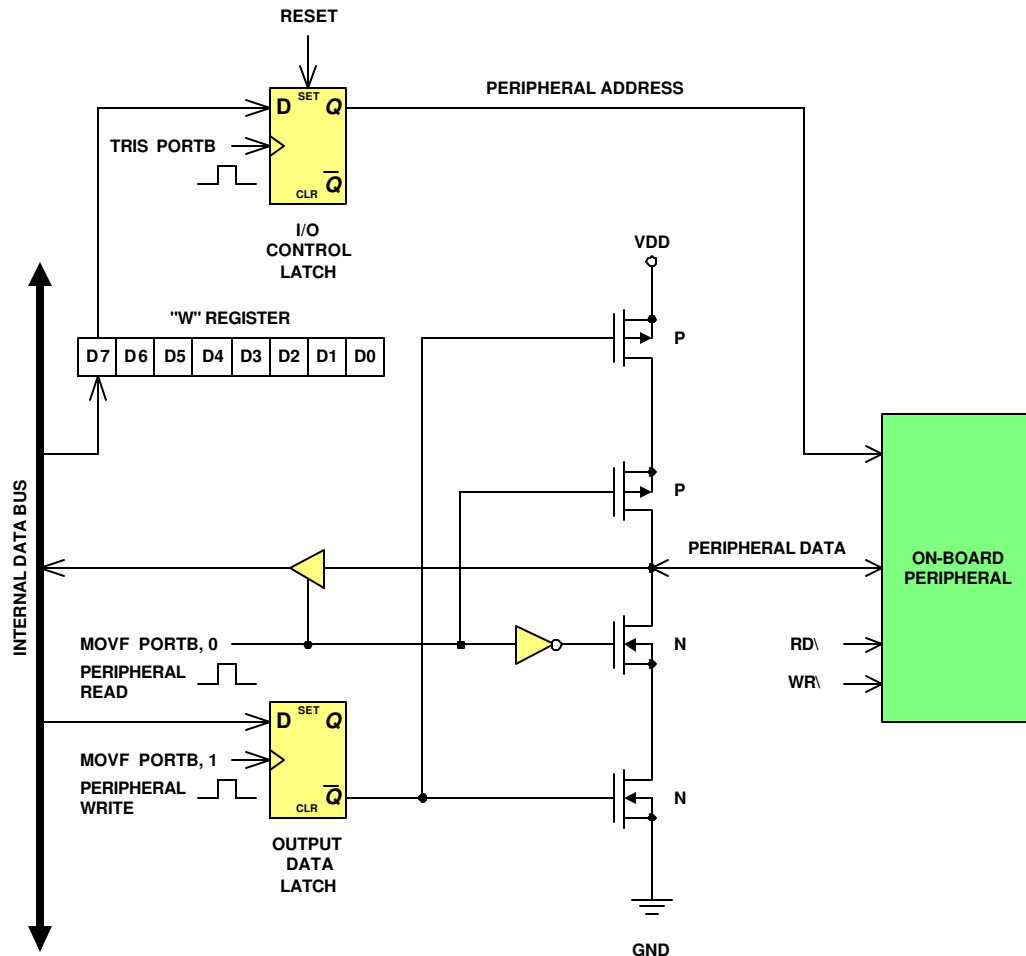 RESET
D
SET
Q
PERIPHERAL ADDRESS
TRIS PORTB
Q
CLR
I/O
CONTROL
LATCH
VDD
"W" REGISTER
D7 D6 D5 D4 D3 D2 D1 D0
P
P
INTERNAL DATA BUS
PERIPHERAL DATA
ON-BOARD
PERIPHERAL
MOVF PORTB, 0
N
RD\
PERIPHERAL
READ
WR\
D
SET
Q
MOVF PORTB, 1
PERIPHERAL
WRITE
Q
CLR
N
OUTPUT
DATA
LATCH
GND